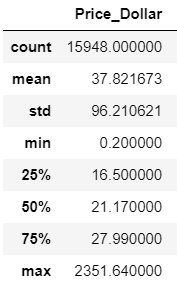 Price_Dollar
count 15948.000000
mean 37.821673
std 96.210621
min 0.200000
25% 16.500000
50% 21.170000
75% 27.990000
max 2351.640000